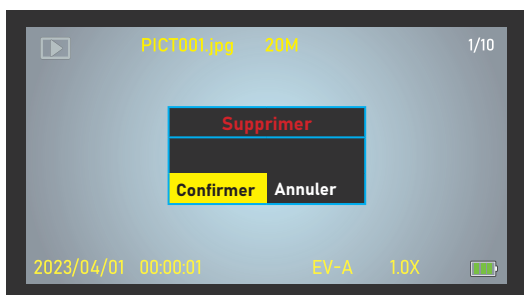 PICT001.jpg 20M 1/10
Supprimer
Confirmer Annuler
2023/04/01 00:00:01 EV-A 1.0X